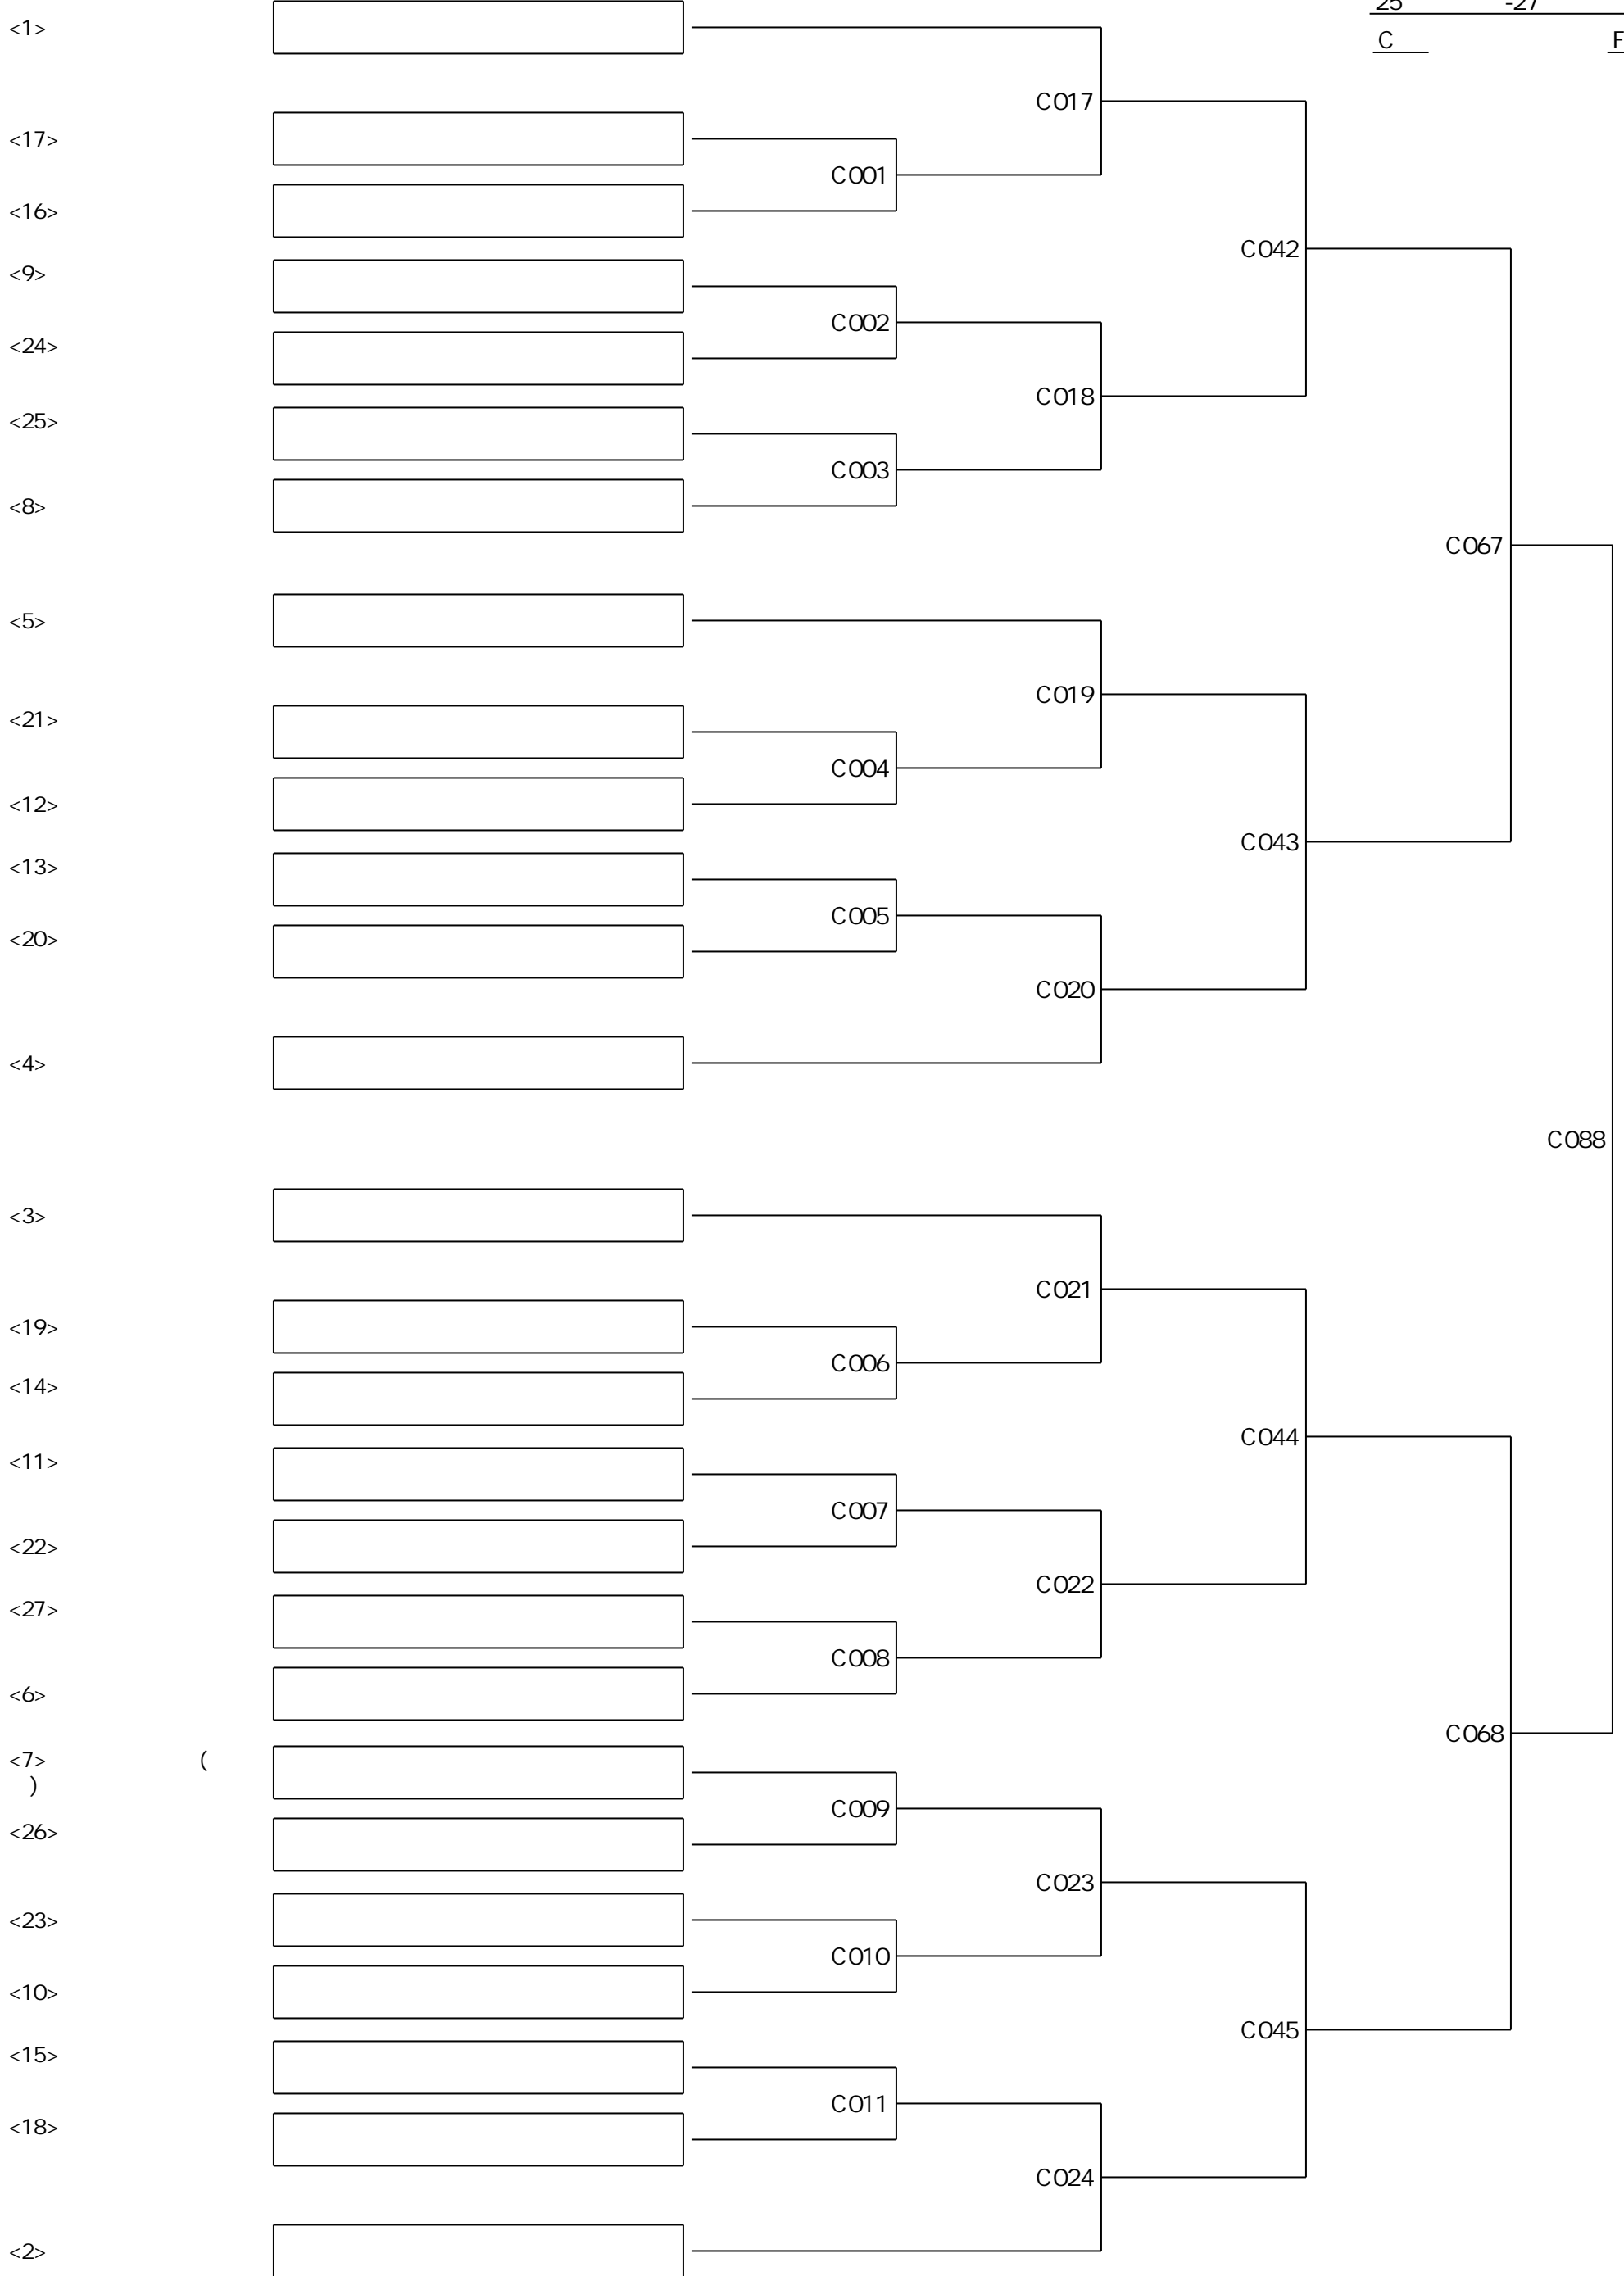 25 -27
<1>
C F
C017
<17>
C001
<16>
C042
<9>
C002
<24>
C018
<25>
C003
<8>
C067
<5>
C019
<21>
C004
<12>
C043
<13>
C005
<20>
C020
<4>
C088
<3>
C021
<19>
C006
<14>
C044
<11>
C007
<22>
C022
<27>
C008
<6>
C068
<7> (
)
C009
<26>
C023
<23>
C010
<10>
C045
<15>
C011
<18>
C024
<2>